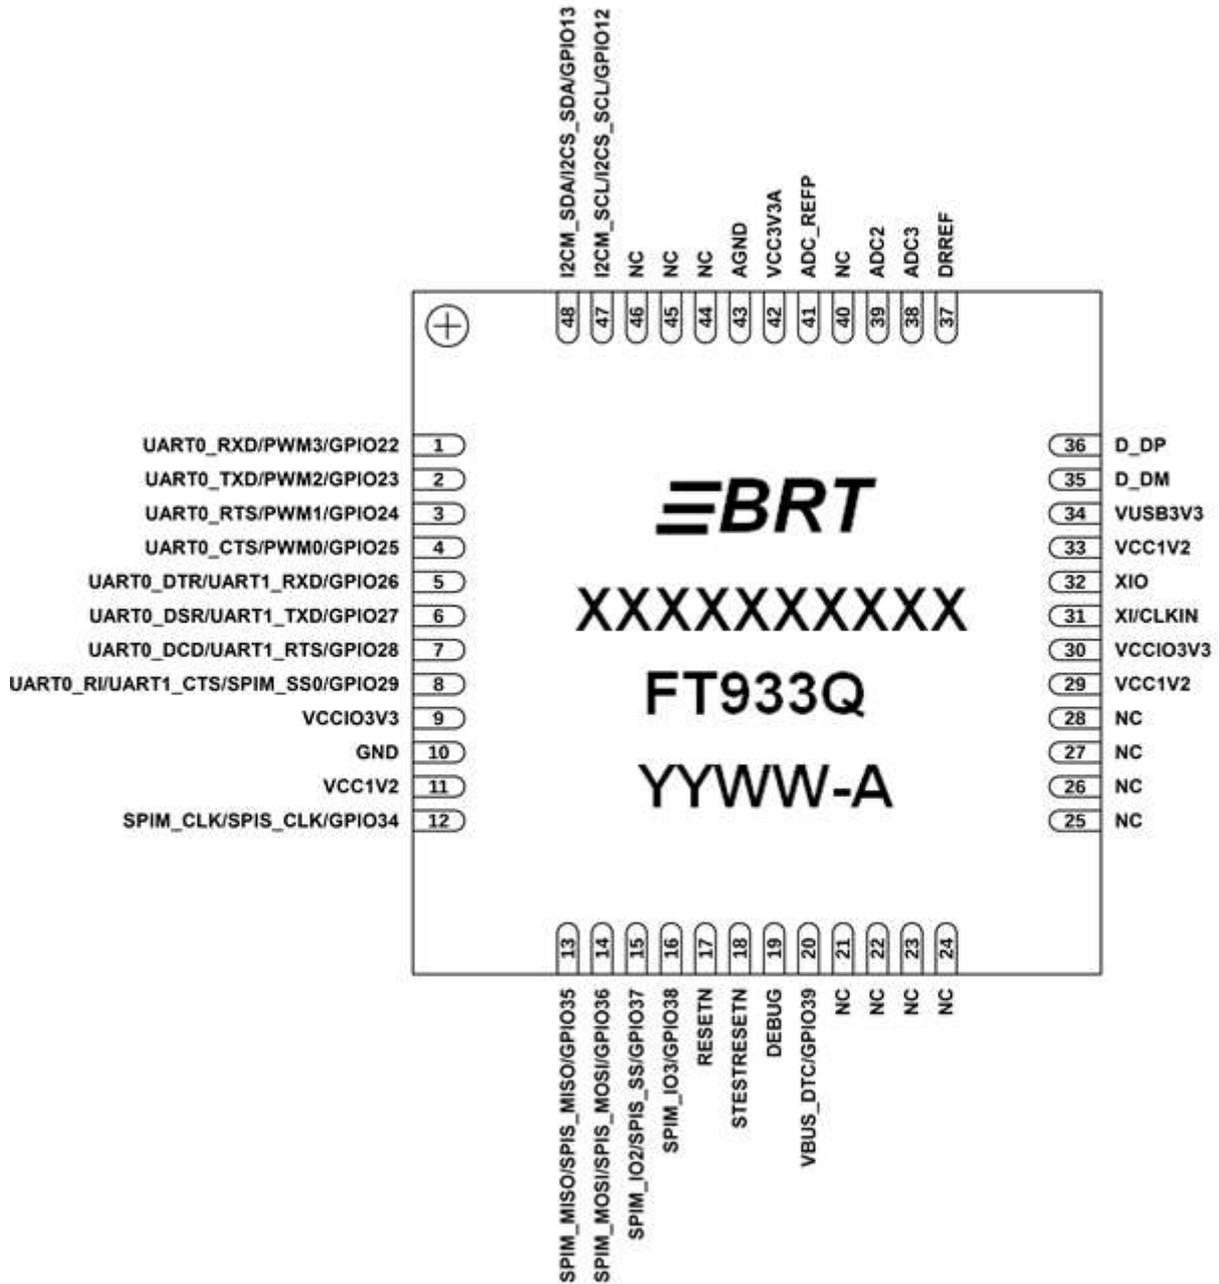 I2CM_SDA/I2CS_SDA/GPIO13
I2CM_SCL/I2CS_SCL/GPIO12
NC
NC
NC
AGND
VCC3V3A
ADC_REFP
NC
ADC2
ADC3
DRREF
48
47
46
45
44
43
42
41
40
39
38
37
UART0_RXD/PWM3/GPIO22 1
UART0_TXD/PWM2/GPIO23 2
UART0_RTS/PWM1/GPIO24 3
UART0_CTS/PWM0/GPIO25 4
UART0_DTR/UART1_RXD/GPIO26 5
UART0_DSR/UART1_TXD/GPIO27 6
UART0_DCD/UART1_RTS/GPIO28 7
UART0_RI/UART1_CTS/SPIM_SS0/GPIO29 8
VCCIO3V3 9
GND 10
VCC1V2 11
SPIM_CLK/SPIS_CLK/GPIO34 12
BRT
XXXXXXXXXX
FT933Q
YYWW-A
36 D_DP
35 D_DM
34 VUSB3V3
33 VCC1V2
32 XIO
31 XI/CLKIN
30 VCCIO3V3
29 VCC1V2
28 NC
27 NC
26 NC
25 NC
13
14
15
16
17
18
19
20
21
22
23
24
SPIM_MISO/SPIS_MISO/GPIO35
SPIM_MOSI/SPIS_MOSI/GPIO36
SPIM_IO2/SPIS_SS/GPIO37
SPIM_IO3/GPIO38
RESETN
STESTRESETN
DEBUG
VBUS_DTC/GPIO39
NC
NC
NC
NC